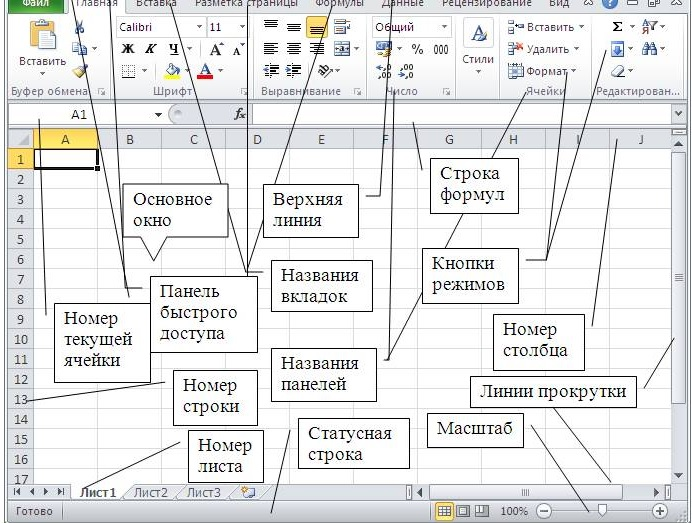 Файл Главная Вставка Разметка страницы Формулы Данные Рецензирование Вид
Calibri 11
Общий
Вставить
Ж К Ч A A
% 000
Стили
Вставить
Удалить
Формат
Σ
А
Буфер обмена Шрифт Выравнивание Число Ячейки Редактирован...
A1 fx
A B C D E F G H I J
1
2
3
4
5
6
7
8
9
10
11
12
13
14
15
16
17
Основное
окно
Верхняя
линия
Строка
формул
Панель
быстрого
доступа
Названия
вкладок
Кнопки
режимов
Номер
текущей
ячейки
Номер
столбца
Названия
панелей
Номер
строки
Линии прокрутки
Номер
листа
Статусная
строка
Масштаб
Лист1 Лист2 Лист3
Готово 100%